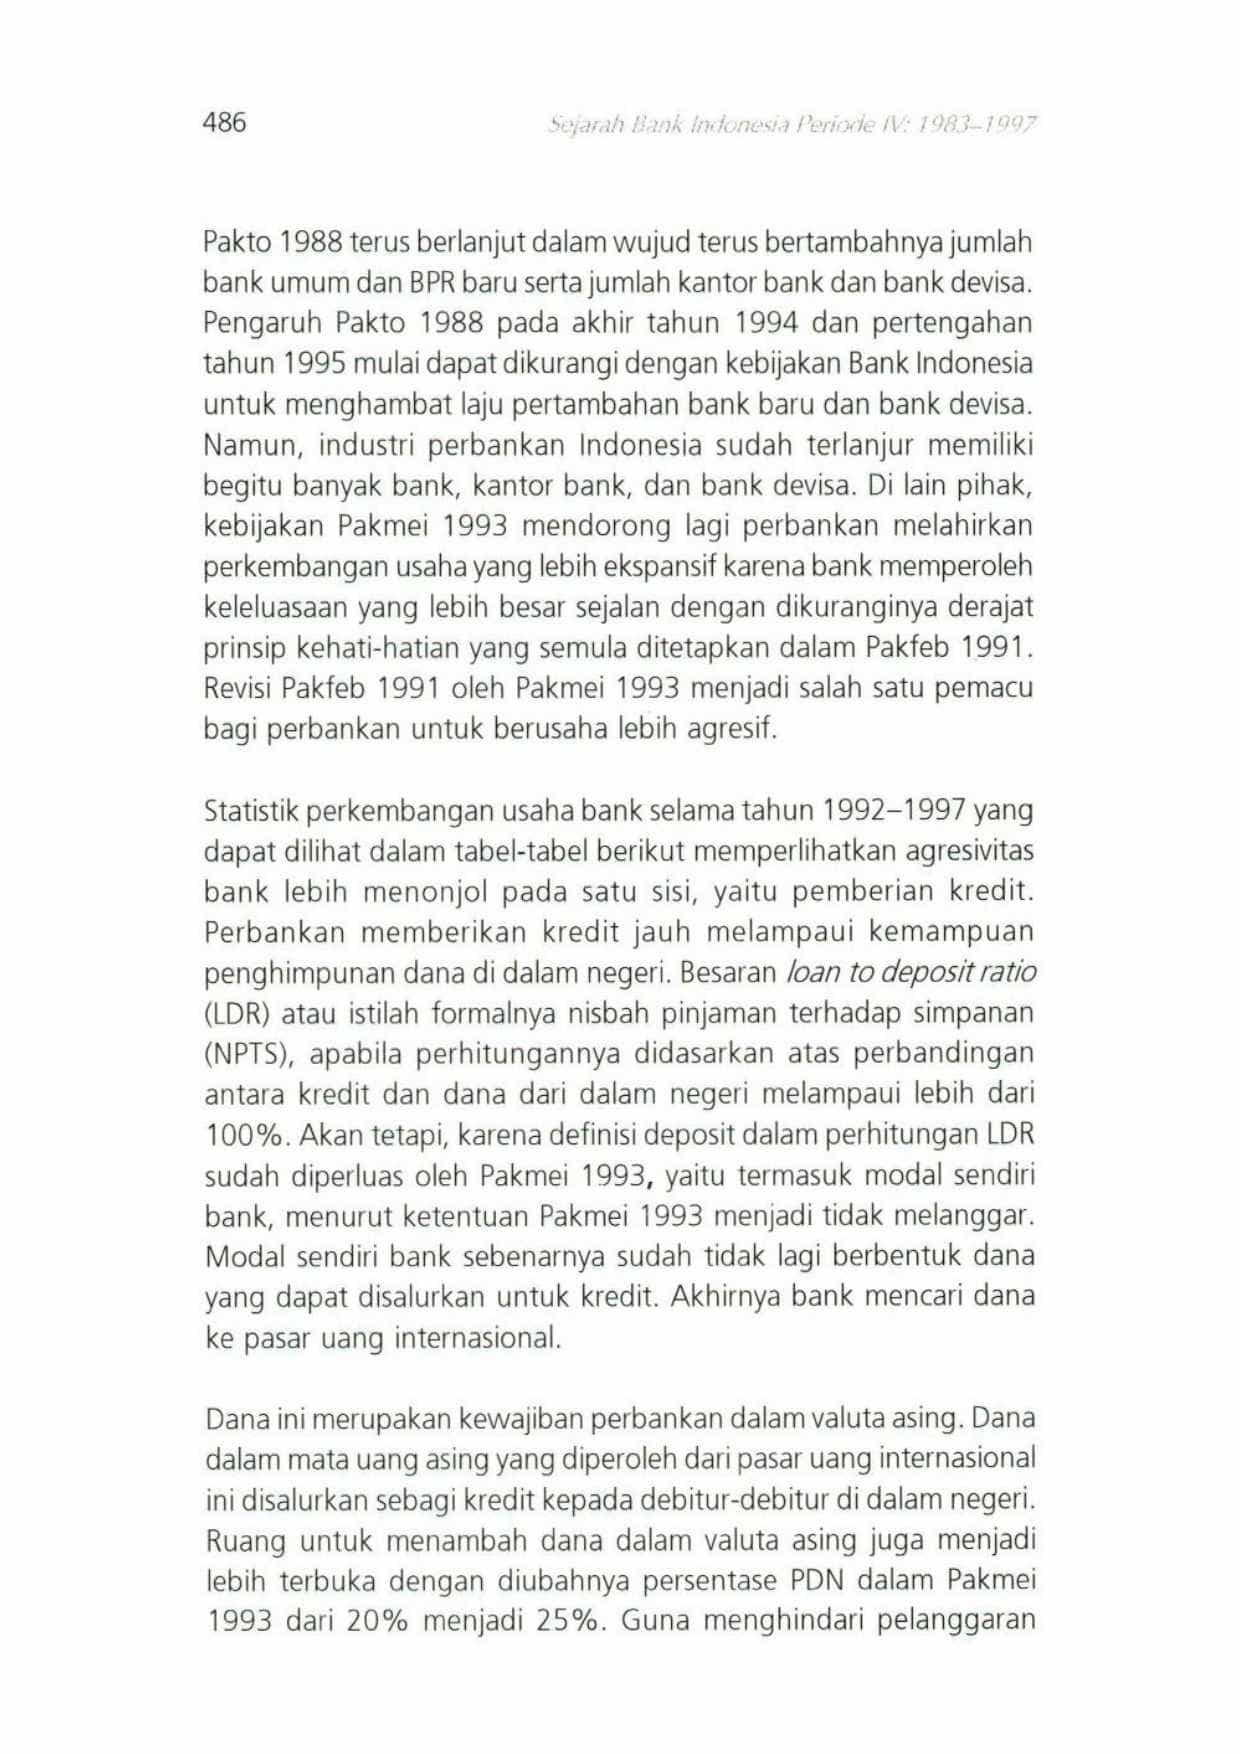 486
Sejarah Bank Indonesia Periode IV: 1983–1997
Pakto 1988 terus berlanjut dalam wujud terus bertambahnya jumlah
bank umum dan BPR baru serta jumlah kantor bank dan bank devisa.
Pengaruh Pakto 1988 pada akhir tahun 1994 dan pertengahan
tahun 1995 mulai dapat dikurangi dengan kebijakan Bank Indonesia
untuk menghambat laju pertambahan bank baru dan bank devisa.
Namun, industri perbankan Indonesia sudah terlanjur memiliki
begitu banyak bank, kantor bank, dan bank devisa. Di lain pihak,
kebijakan Pakmei 1993 mendorong lagi perbankan melahirkan
perkembangan usaha yang lebih ekspansif karena bank memperoleh
keleluasaan yang lebih besar sejalan dengan dikuranginya derajat
prinsip kehati-hatian yang semula ditetapkan dalam Pakfeb 1991.
Revisi Pakfeb 1991 oleh Pakmei 1993 menjadi salah satu pemacu
bagi perbankan untuk berusaha lebih agresif.
Statistik perkembangan usaha bank selama tahun 1992–1997 yang
dapat dilihat dalam tabel-tabel berikut memperlihatkan agresivitas
bank lebih menonjol pada satu sisi, yaitu pemberian kredit.
Perbankan memberikan kredit jauh melampaui kemampuan
penghimpunan dana di dalam negeri. Besaran loan to deposit ratio
(LDR) atau istilah formalnya nisbah pinjaman terhadap simpanan
(NPTS), apabila perhitungannya didasarkan atas perbandingan
antara kredit dan dana dari dalam negeri melampaui lebih dari
100%. Akan tetapi, karena definisi deposit dalam perhitungan LDR
sudah diperluas oleh Pakmei 1993, yaitu termasuk modal sendiri
bank, menurut ketentuan Pakmei 1993 menjadi tidak melanggar.
Modal sendiri bank sebenarnya sudah tidak lagi berbentuk dana
yang dapat disalurkan untuk kredit. Akhirnya bank mencari dana
ke pasar uang internasional.
Dana ini merupakan kewajiban perbankan dalam valuta asing. Dana
dalam mata uang asing yang diperoleh dari pasar uang internasional
ini disalurkan sebagi kredit kepada debitur-debitur di dalam negeri.
Ruang untuk menambah dana dalam valuta asing juga menjadi
lebih terbuka dengan diubahnya persentase PDN dalam Pakmei
1993 dari 20% menjadi 25%. Guna menghindari pelanggaran